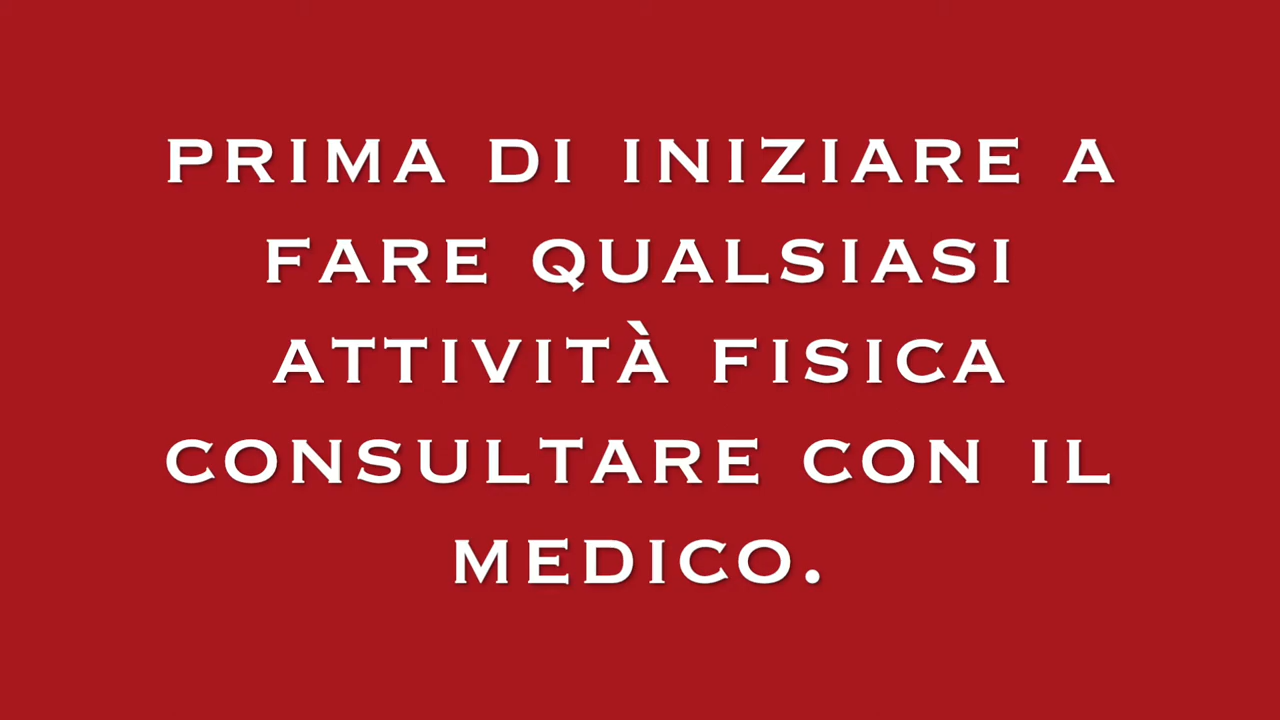 PRIMA DI INIZIARE A
FARE QUALSIASI
ATTIVITÀ FISICA
CONSULTARE CON IL
MEDICO.